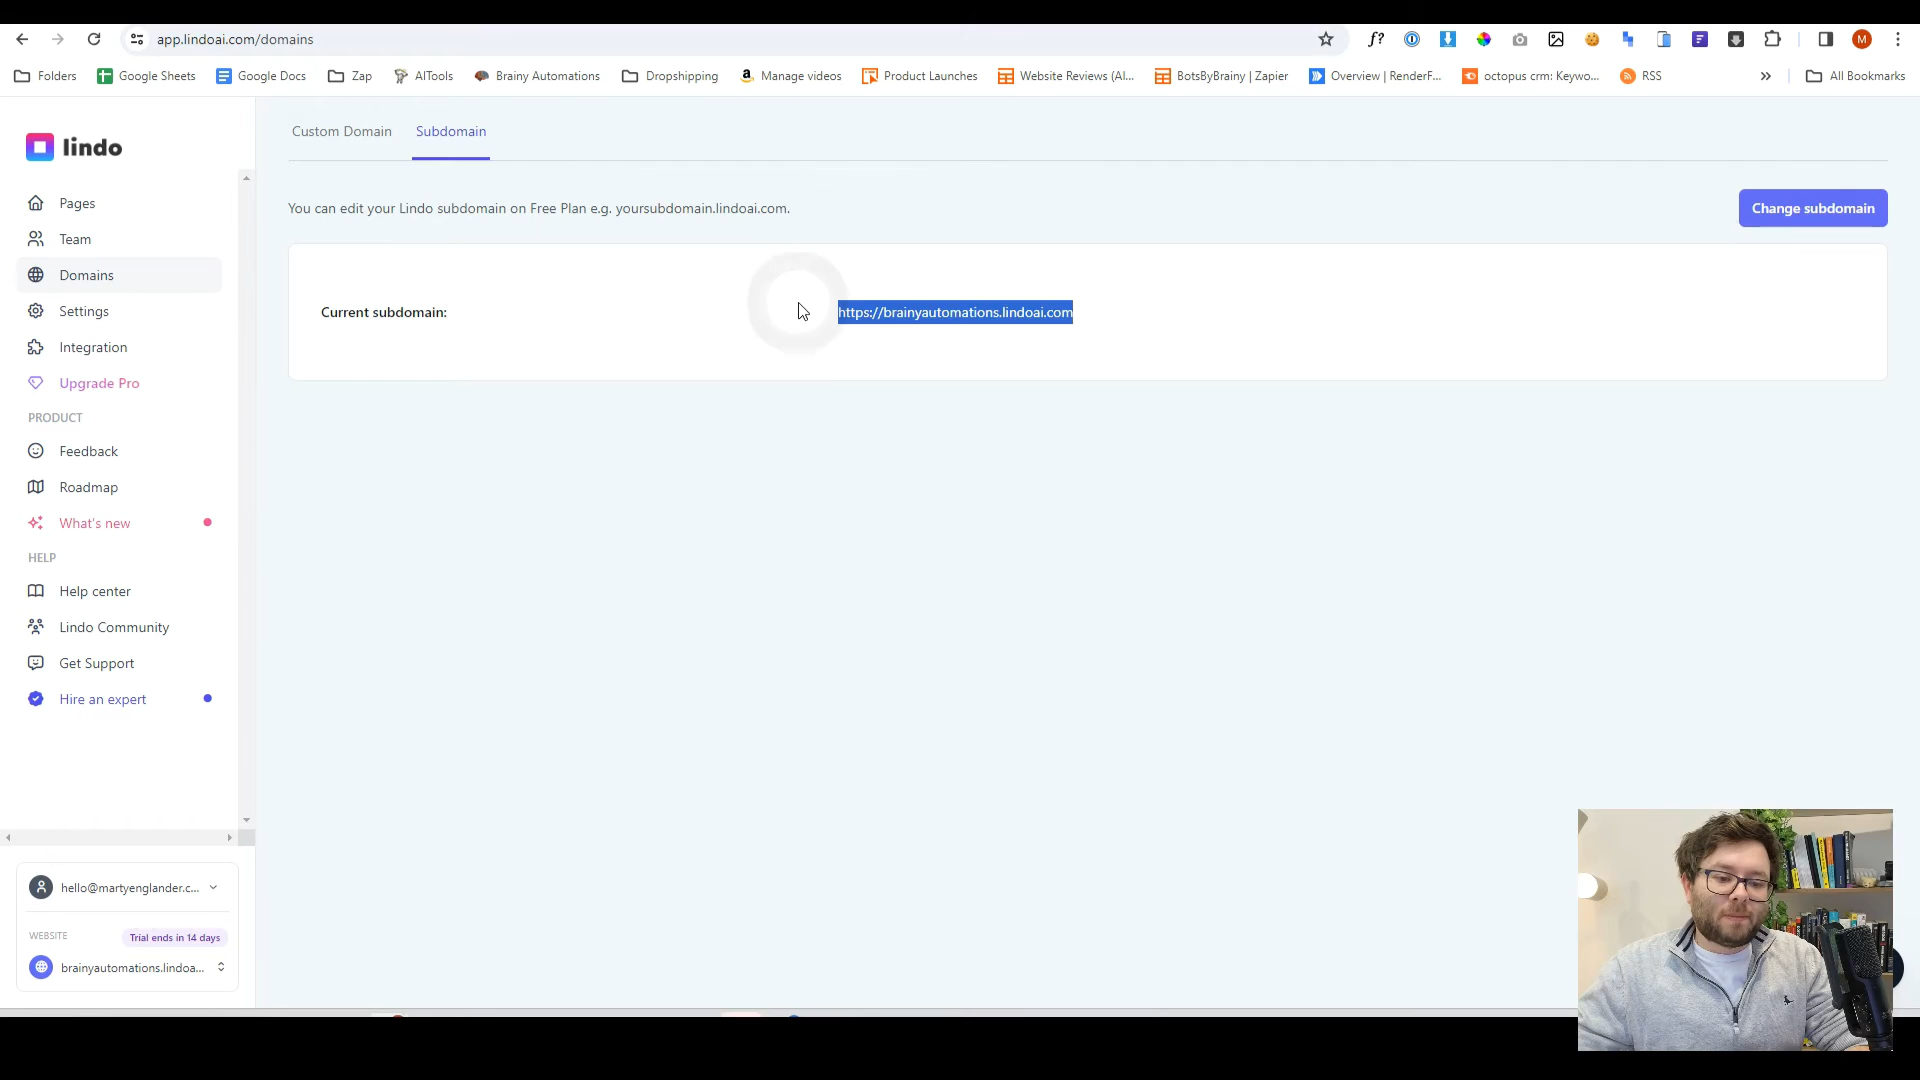 app.lindoai.com/domains
Folders Google Sheets Google Docs Zap AITools Brainy Automations Dropshipping Manage videos Product Launches Website Reviews (AI... BotsByBrainy | Zapier Overview | RenderF... octopus crm: Keywo... RSS All Bookmarks
lindo
Pages
Team
Domains
Settings
Integration
Upgrade Pro
PRODUCT
Feedback
Roadmap
What's new
HELP
Help center
Lindo Community
Get Support
Hire an expert
hello@martyenglander.c...
WEBSITE Trial ends in 14 days
brainyautomations.lindoa...
Custom Domain Subdomain
You can edit your Lindo subdomain on Free Plan e.g. yoursubdomain.lindoai.com.
Change subdomain
Current subdomain: https://brainyautomations.lindoai.com